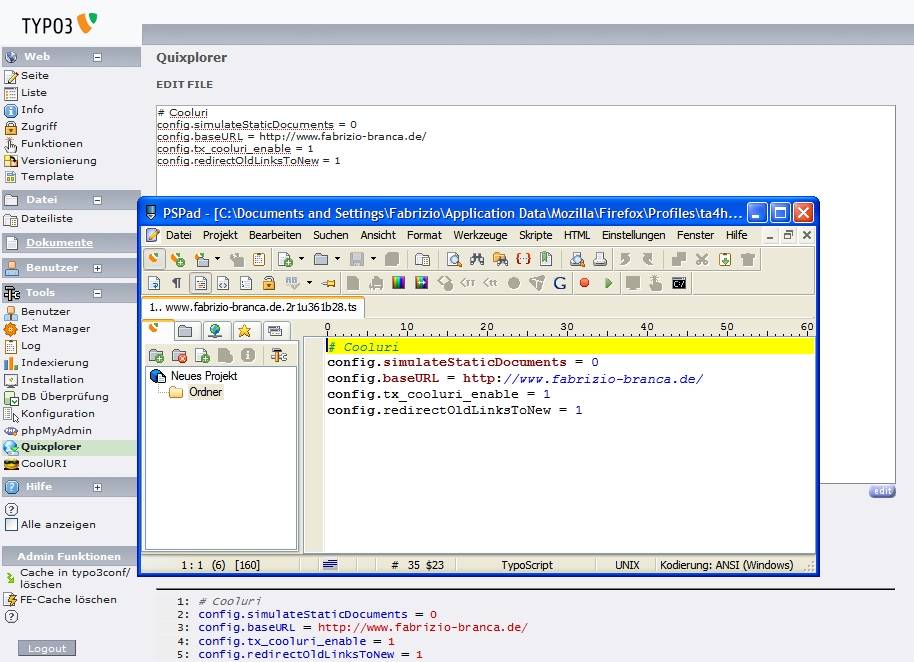 TYPO3
Web
Seite
Liste
Info
Zugriff
Funktionen
Versionierung
Template
Datei
Dateiliste
Dokumente
Benutzer
Tools
Benutzer
Ext Manager
Log
Indexierung
Installation
DB Überprüfung
Konfiguration
phpMyAdmin
Quixplorer
CoolURI
Hilfe
Alle anzeigen
Admin Funktionen
Cache in typo3conf/
löschen
FE-Cache löschen
Logout
Quixplorer
EDIT FILE
# Cooluri
config.simulateStaticDocuments = 0
config.baseURL = http://www.fabrizio-branca.de/
config.tx_cooluri_enable = 1
config.redirectOldLinksToNew = 1
edit
PSPad - [C:\Documents and Settings\Fabrizio\Application Data\Mozilla\Firefox\Profiles\ta4h...
Datei Projekt Bearbeiten Suchen Ansicht Format Werkzeuge Skripte HTML Einstellungen Fenster Hilfe
1.. www.fabrizio-branca.de.2r1u361b28.ts
0 10 20 30 40 50 60
Neues Projekt
Ordner
# Cooluri
config.simulateStaticDocuments = 0
config.baseURL = http://www.fabrizio-branca.de/
config.tx_cooluri_enable = 1
config.redirectOldLinksToNew = 1
1 : 1 (6) [160] # 35 $23 TypoScript UNIX Kodierung: ANSI (Windows)
1: # Cooluri
2: config.simulateStaticDocuments = 0
3: config.baseURL = http://www.fabrizio-branca.de/
4: config.tx_cooluri_enable = 1
5: config.redirectOldLinksToNew = 1